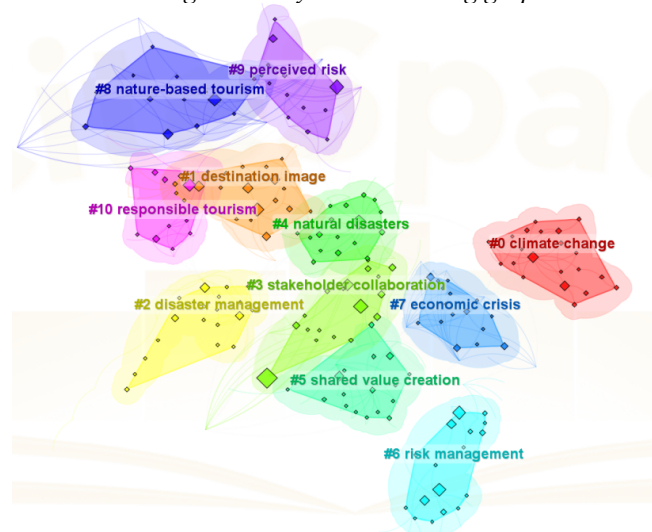 #9 perceived risk
#8 nature-based tourism
#1 destination image
#10 responsible tourism
#4 natural disasters
#0 climate change
#3 stakeholder collaboration
#2 disaster management
#7 economic crisis
#5 shared value creation
#6 risk management